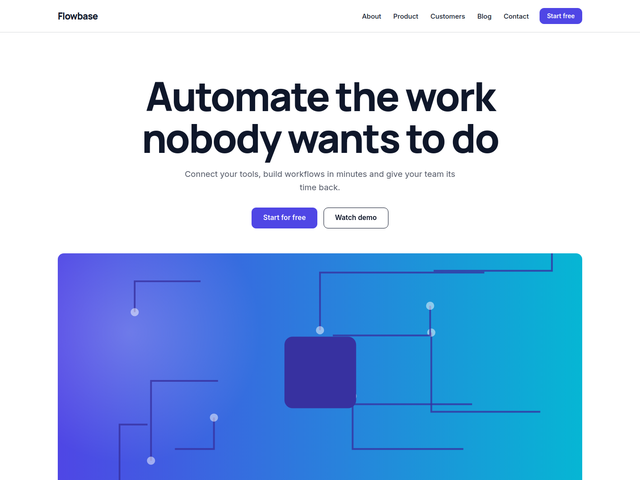 Flowbase
About Product Customers Blog Contact Start free
Automate the work
nobody wants to do
Connect your tools, build workflows in minutes and give your team its
time back.
Start for free Watch demo